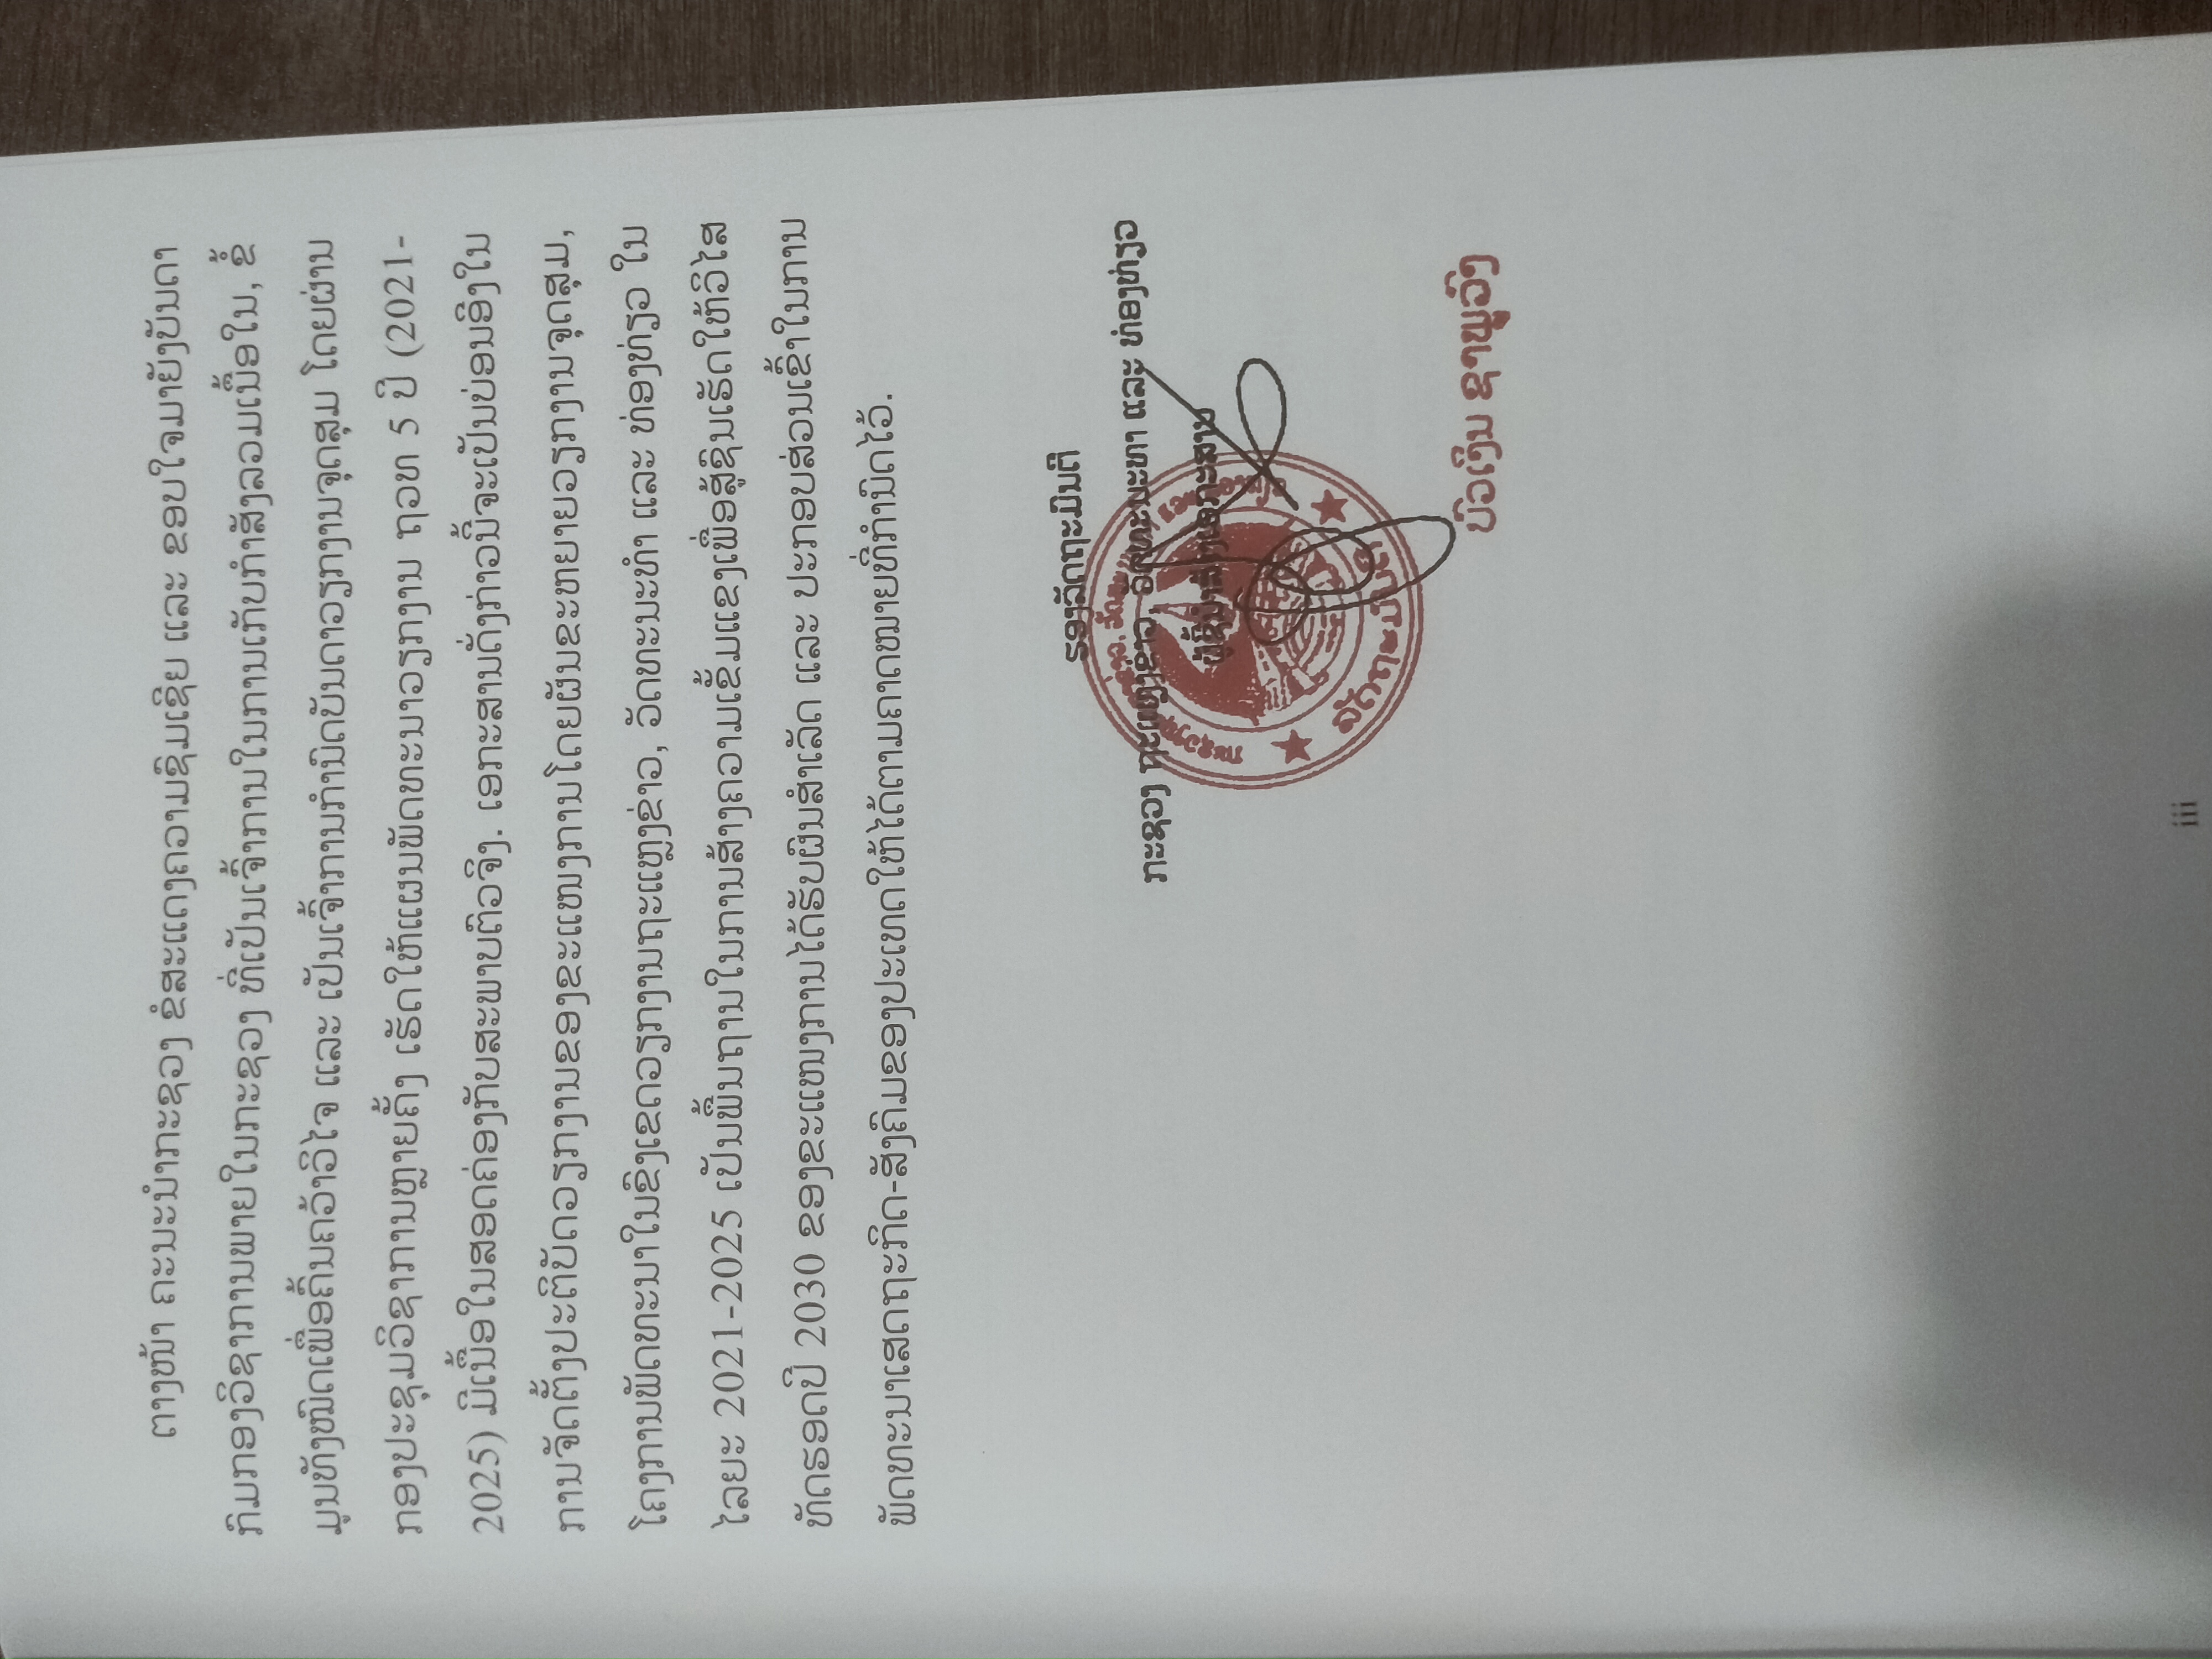 ຕາງໜ້າ ຄະນະນຳກະຊວງ ຂໍສະແດງຄວາມຊົມເຊີຍ ແລະ ຂອບໃຈມາຍັງບັນດາ
ກົມກອງວິຊາການພາຍໃນກະຊວງ ທີ່ເປັນເຈົ້າການໃນການເກັບກຳສັງລວມເນື້ອໃນ, ຂໍ້
ມູນທັງໝົດເພື່ອຄົ້ນຄວ້າວິໄຈ ແລະ ເປັນເຈົ້າການກຳນົດບັນດາວຽກງານຈຸດສຸມ ໂດຍຜ່ານ
ກອງປະຊຸມວິຊາການຫຼາຍຄັ້ງ ເຮັດໃຫ້ແຜນພັດທະນາວຽກງານ ຖວທ 5 ປີ (2021-
2025) ມີເນື້ອໃນສອດຄ່ອງກັບສະພາບຕົວຈິງ. ເອກະສານດັ່ງກ່າວນີ້ຈະເປັນບ່ອນອີງໃນ
ການຈັດຕັ້ງປະຕິບັດວຽກງານຂອງຂະແໜງການໂດຍຜັນຂະຫຍາຍວຽກງານຈຸດສຸມ,
ໂຄງການພັດທະນາໃນຂົງເຂດວຽກງານຖະແຫຼງຂ່າວ, ວັດທະນະທຳ ແລະ ທ່ອງທ່ຽວ ໃນ
ໄລຍະ 2021-2025 ເປັນພື້ນຖານໃນການສ້າງຄວາມເຂັ້ມແຂງເພື່ອສູ້ຊົນເຮັດໃຫ້ວິໄສ
ທັດຮອດປີ 2030 ຂອງຂະແໜງການໄດ້ຮັບຜົນສຳເລັດ ແລະ ປະກອບສ່ວນເຂົ້າໃນການ
ພັດທະນາເສດຖະກິດ-ສັງຄົມຂອງປະເທດໃຫ້ໄດ້ຕາມຄາດໝາຍທີ່ກຳນົດໄວ້.
ຮອງລັດຖະມົນຕີ
ກະຊວງ ຖະແຫຼງຂ່າວ, ວັດທະນະທຳ ແລະ ທ່ອງທ່ຽວ
ຜູ້ຊີ້ນຳສ້າງເອກະສານ
ລັດຖະມົນຕີ
ບົວເງິນ ຊາພູວົງ
iii